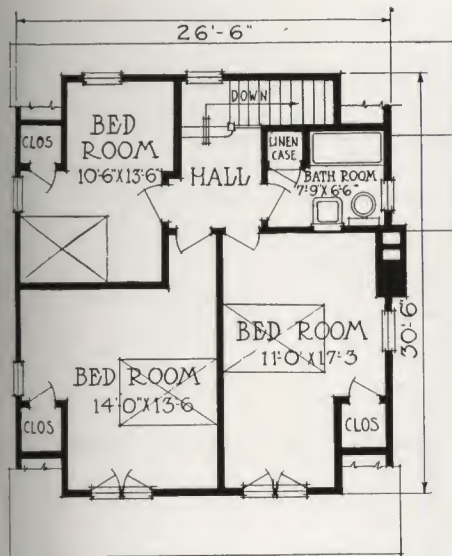 26'-6"
DOWN
CLOS
BED
ROOM
10'-6"X13'-6"
LINEN
CASE
HALL
BATH ROOM
7'-9"X6'-6"
30'-6"
BED ROOM
11'-0"X17'-3
BED ROOM
14'-0"X13'-6
CLOS
CLOS